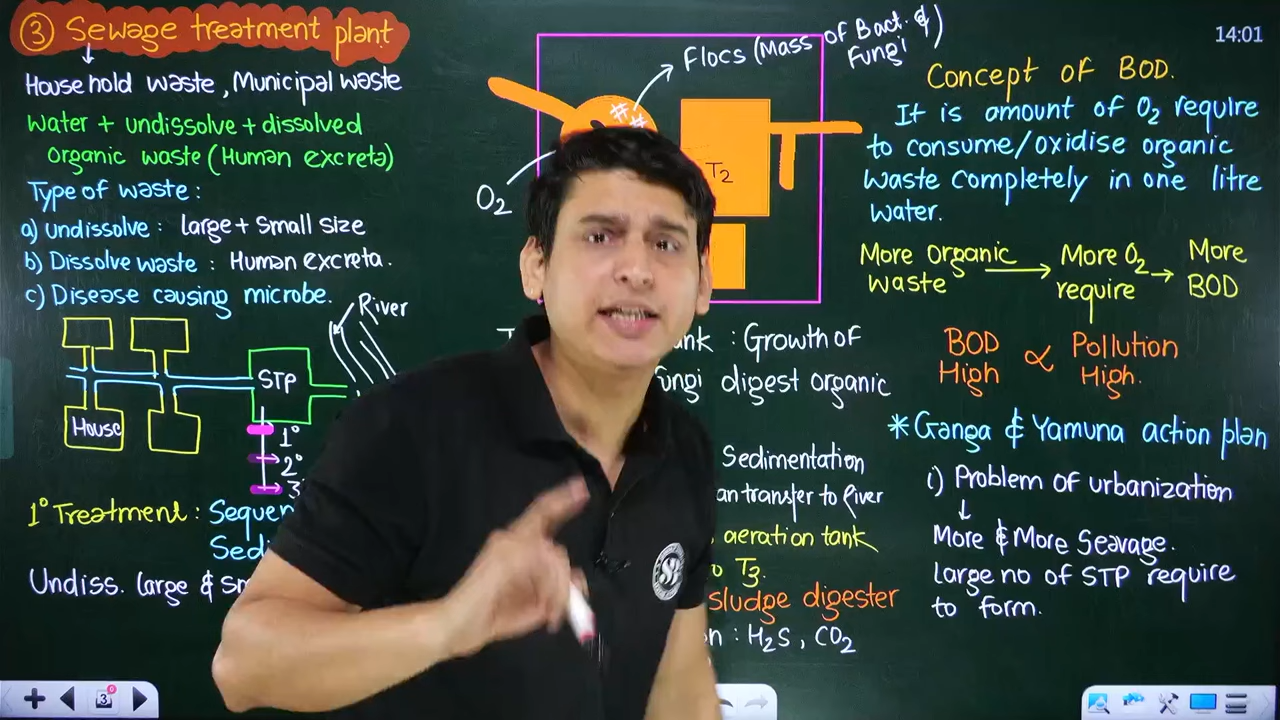 ③ Sewage treatment plant
House hold waste, Municipal waste
water + undissolve + dissolved
organic waste (Human excreta)
Type of waste:
a) undissolve: large + small size
b) Dissolve waste: Human excreta.
c) Disease causing microbe.
River
STP
House
1°
2°
3°
1° Treatment:
Undiss. large &
Flocs (Mass of Bact. &
Fungi)
O₂
T₂
: Growth of
fungi digest organic
Sedimentation
transfer to River
aeration tank
T₃.
sludge digester
: H₂S, CO₂
14:01
Concept of BOD.
It is amount of O₂ require
to consume/oxidise organic
waste completely in one litre
water.
More organic waste → More O₂ require → More BOD
BOD High ∝ Pollution High.
*Ganga & Yamuna action plan
i) Problem of urbanization
↓
More & More Seavage.
Large no of STP require
to form.
3